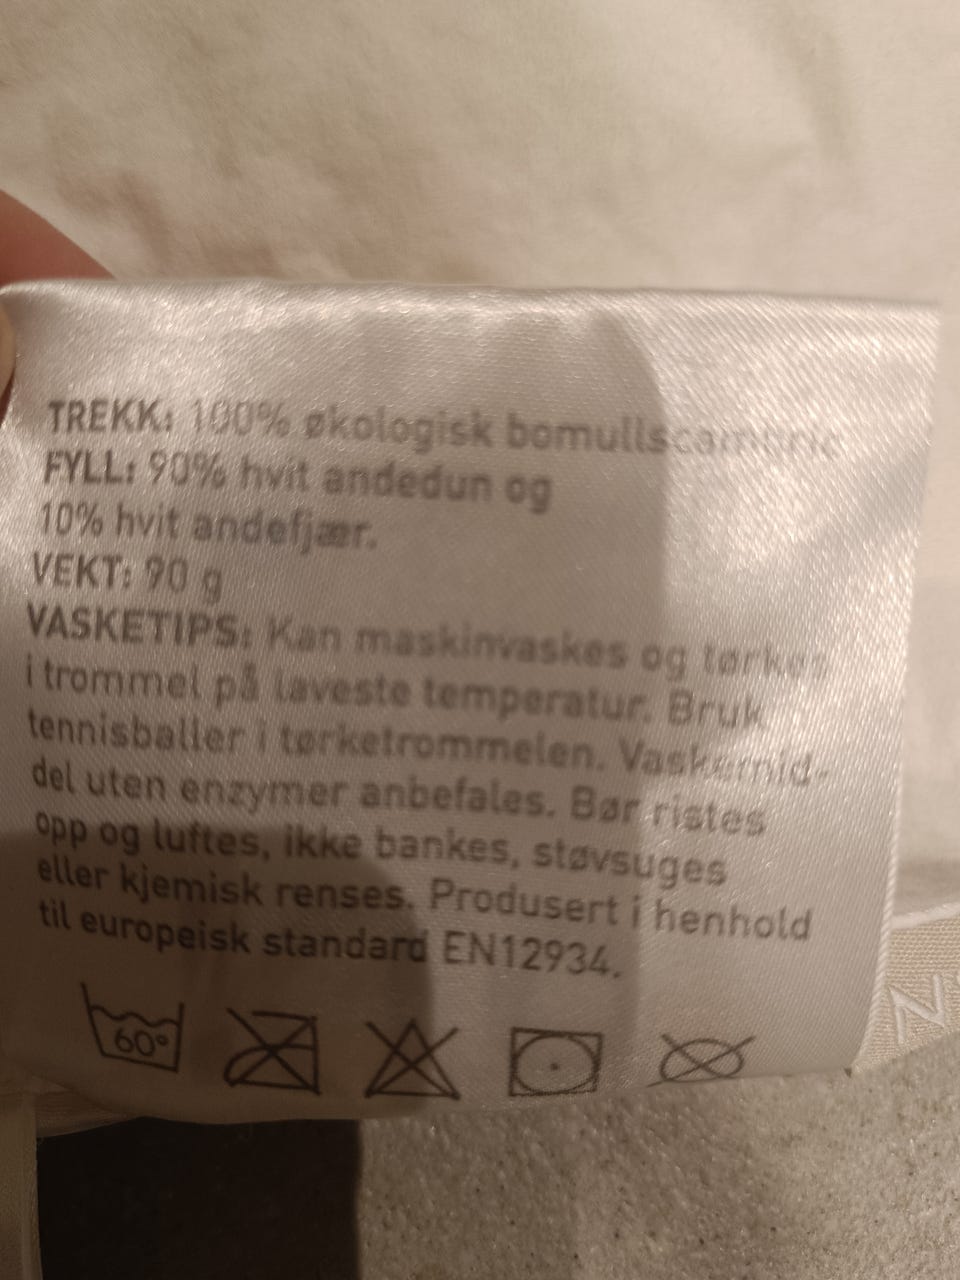 TREKK: 100% økologisk bomullscambric
FYLL: 90% hvit andedun og
10% hvit andefjær.
VEKT: 90 g
VASKETIPS: Kan maskinvaskes og tørkes
i trommel på laveste temperatur. Bruk
tennisballer i tørketrommelen. Vaskemid-
del uten enzymer anbefales. Bør ristes
opp og luftes, ikke bankes, støvsuges
eller kjemisk renses. Produsert i henhold
til europeisk standard EN12934.
60°